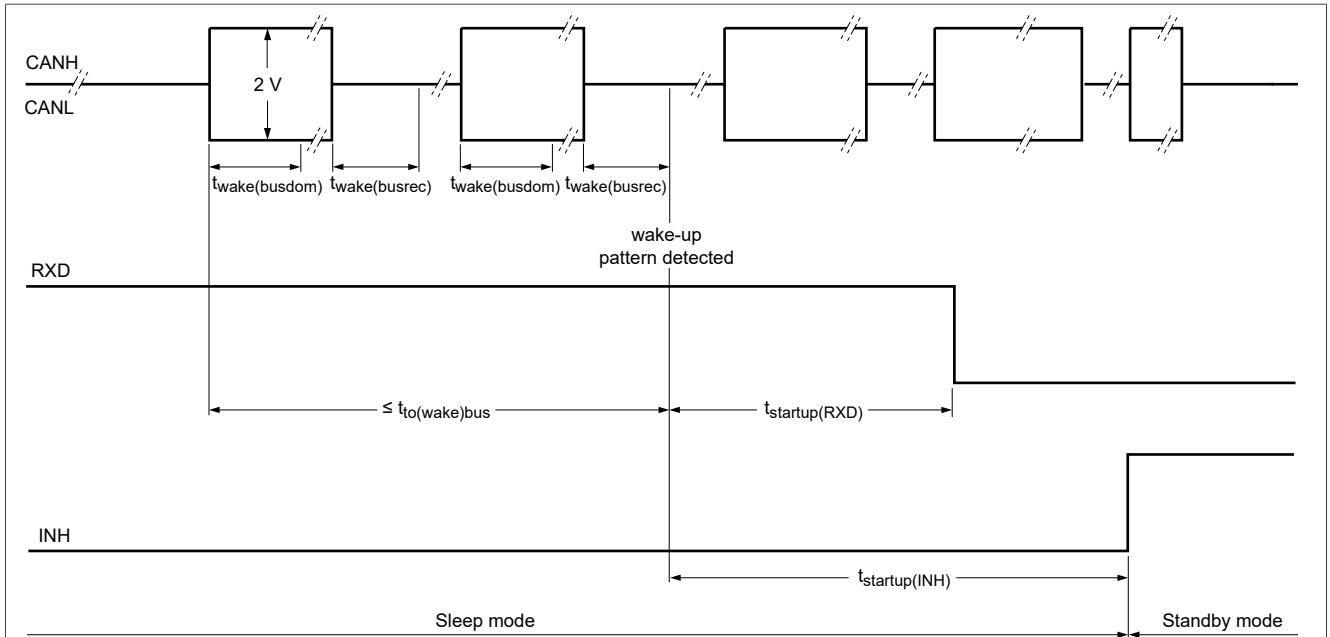 CANH
2 V
CANL
twake(busdom)
twake(busrec)
twake(busdom)
twake(busrec)
wake-up
pattern detected
RXD
≤ tto(wake)bus
tstartup(RXD)
INH
tstartup(INH)
Sleep mode
Standby mode